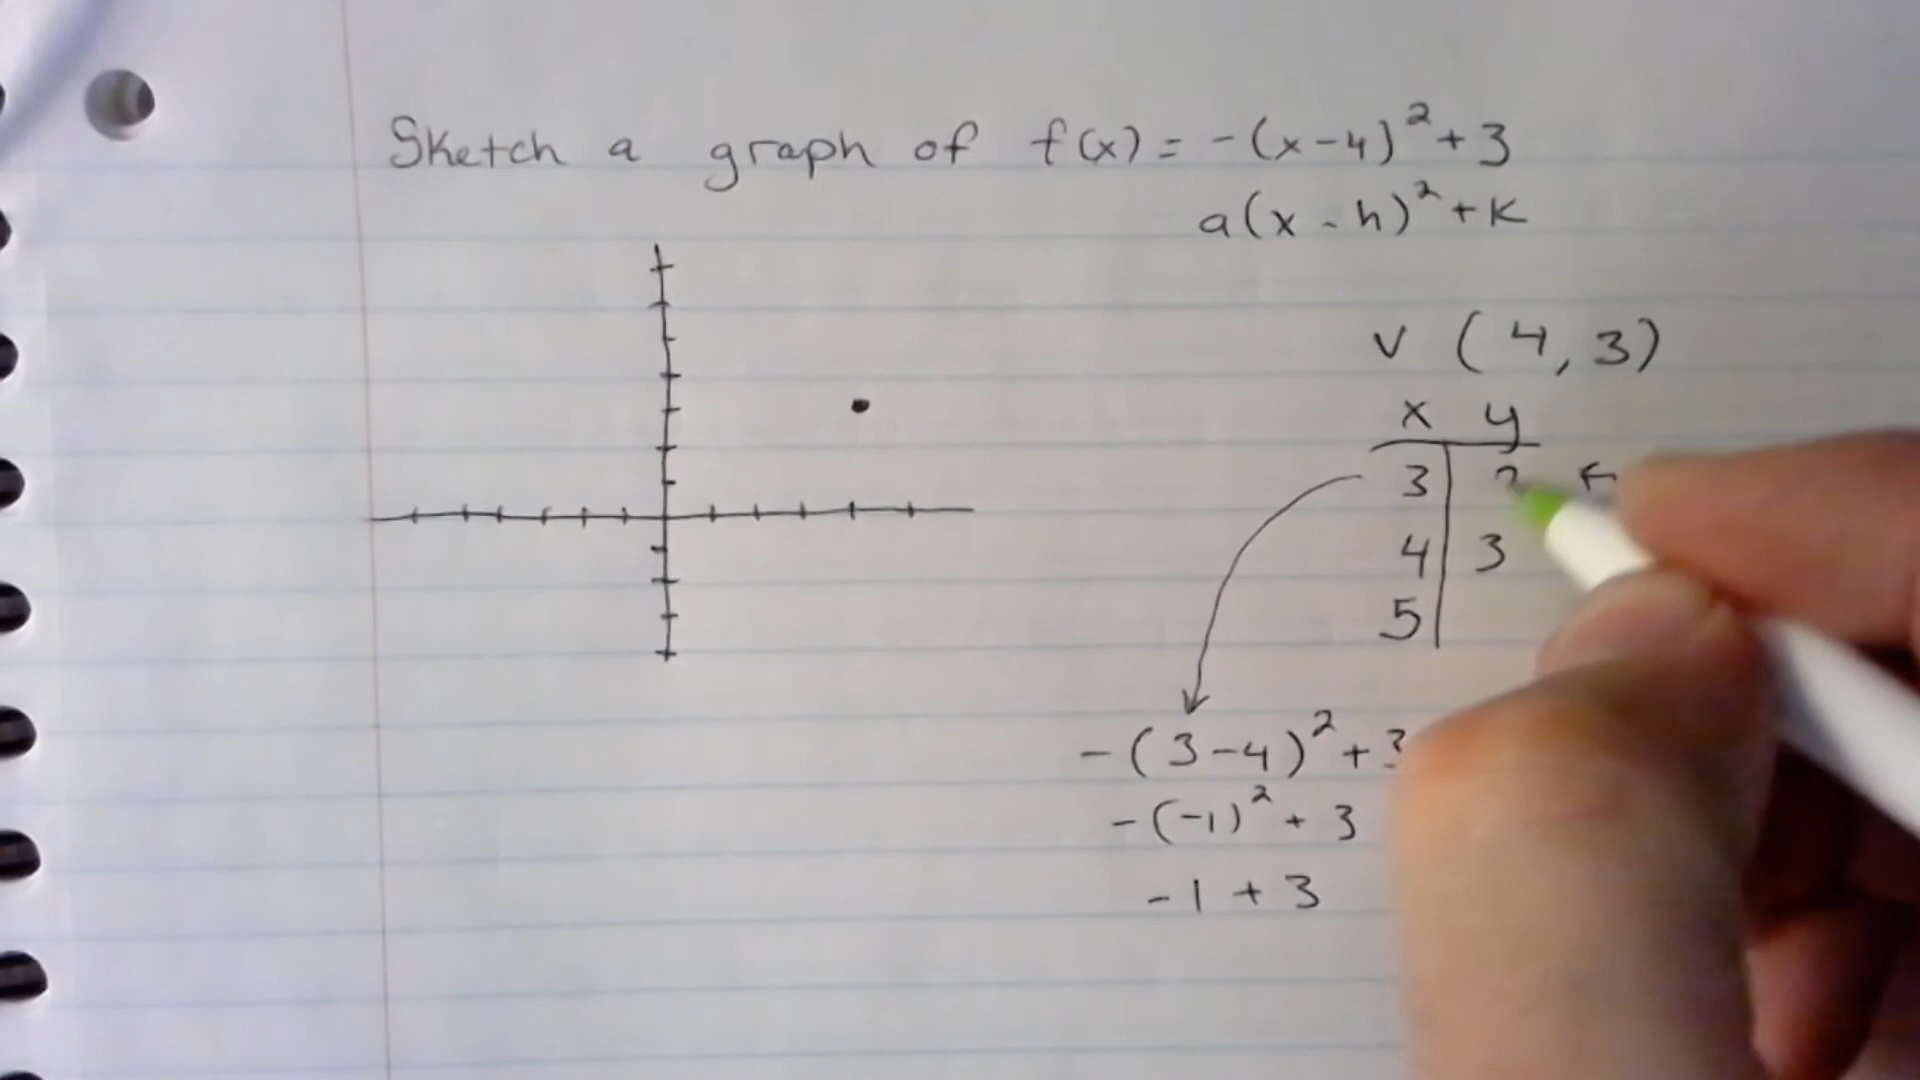 Sketch a graph of f(x) = -(x-4)² + 3
a(x - h)² + k
v (4, 3)
x y
3 2
4 3
5
-(3-4)² + 3
-(-1)² + 3
-1 + 3